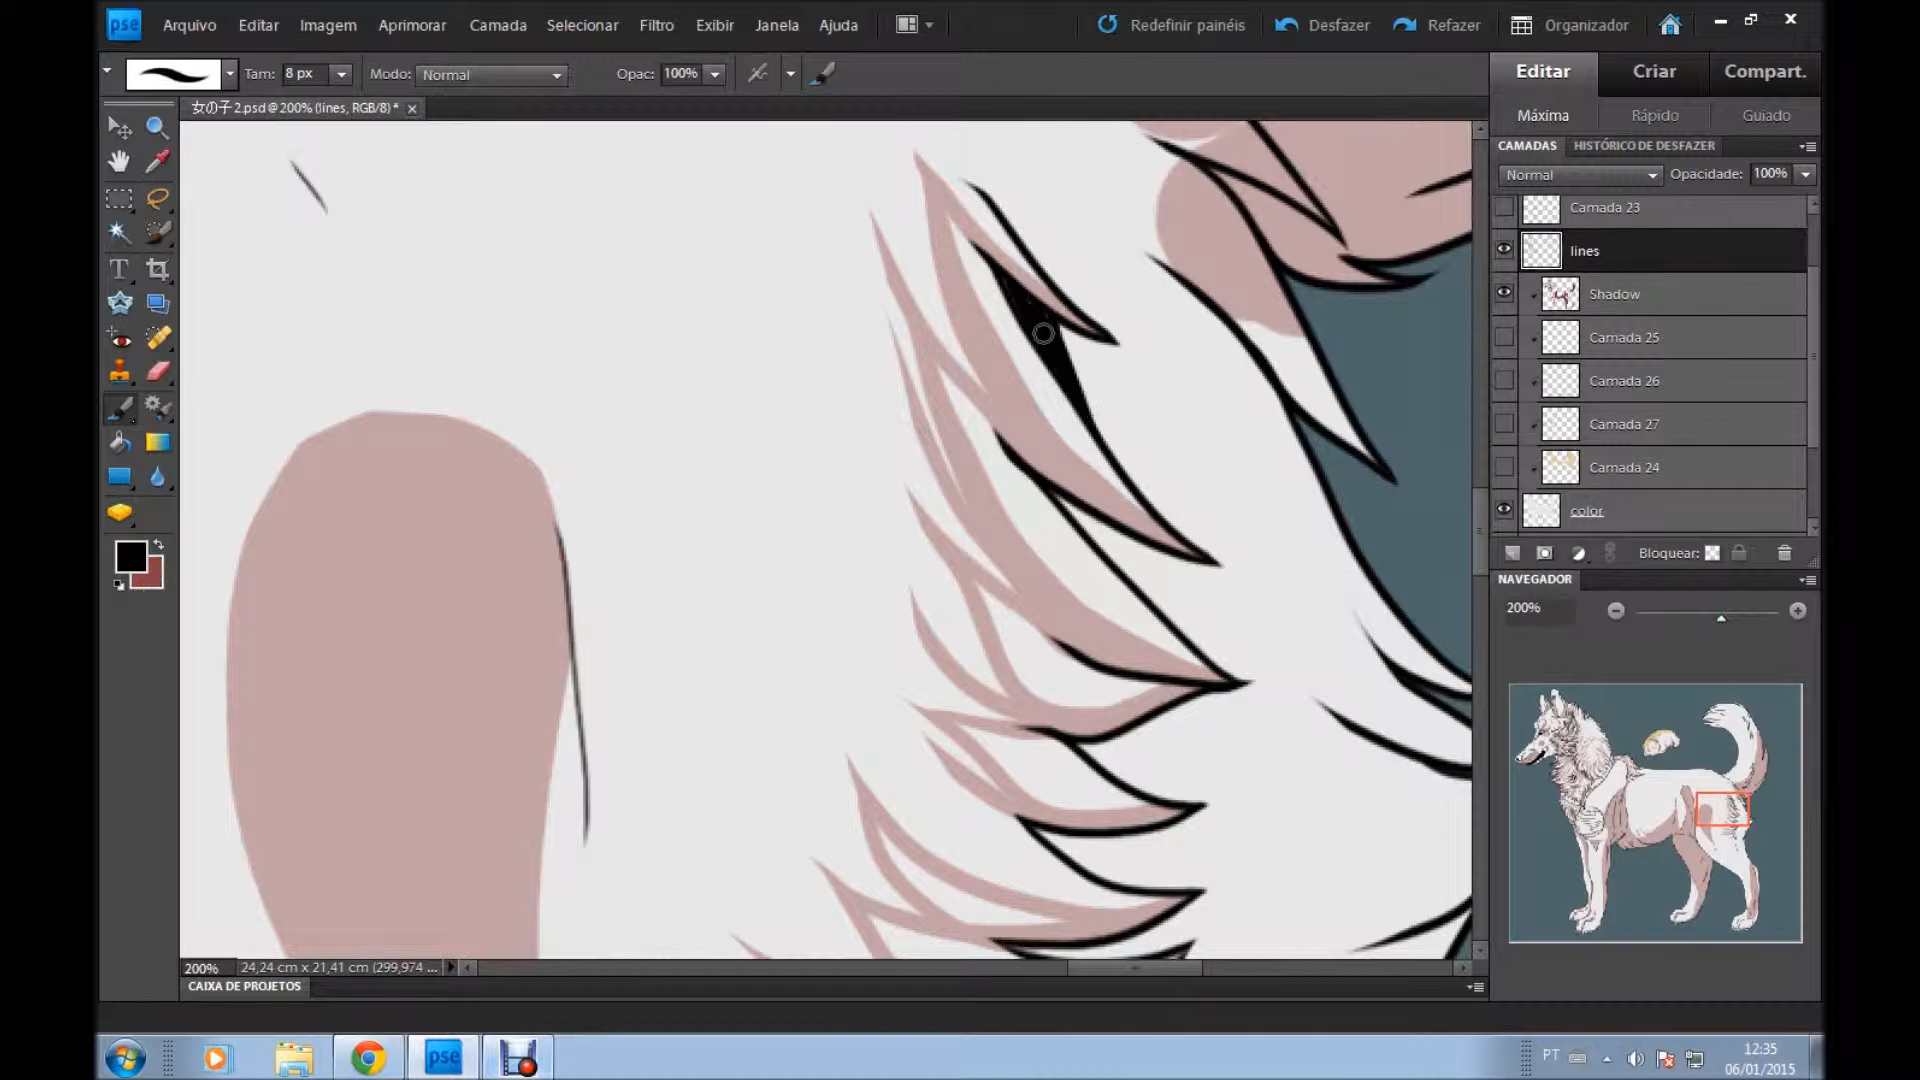 pse Arquivo Editar Imagem Aprimorar Camada Selecionar Filtro Exibir Janela Ajuda Redefinir painéis Desfazer Refazer Organizador
Tam: 8 px Modo: Normal Opac: 100%
Editar Criar Compart.
女の子2.psd @ 200% (lines, RGB/8) *
Máxima Rápido Guiado
CAMADAS HISTÓRICO DE DESFAZER
Normal Opacidade: 100%
Camada 23
lines
Shadow
Camada 25
Camada 26
Camada 27
Camada 24
color
Bloquear:
NAVEGADOR
200%
200% 24,24 cm x 21,41 cm (299,974 ...
CAIXA DE PROJETOS
pse
PT
12:35
06/01/2015